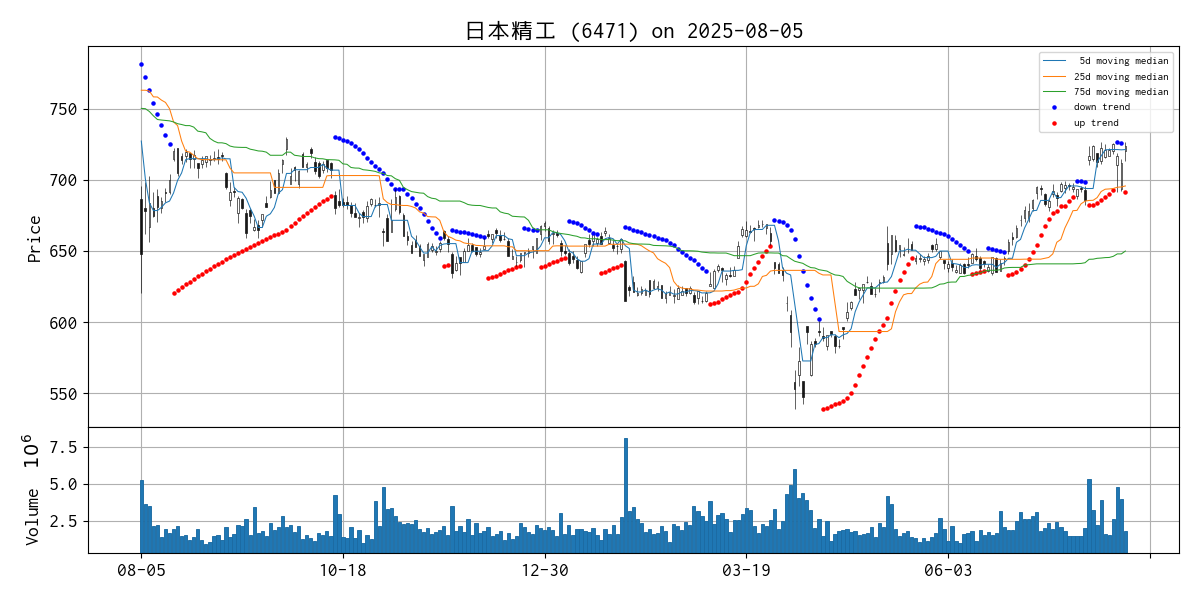 日本精工 (6471) on 2025-08-05
5d moving median
25d moving median
75d moving median
down trend
up trend
Price
750
700
650
600
550
Volume 10^6
7.5
5.0
2.5
08-05
10-18
12-30
03-19
06-03